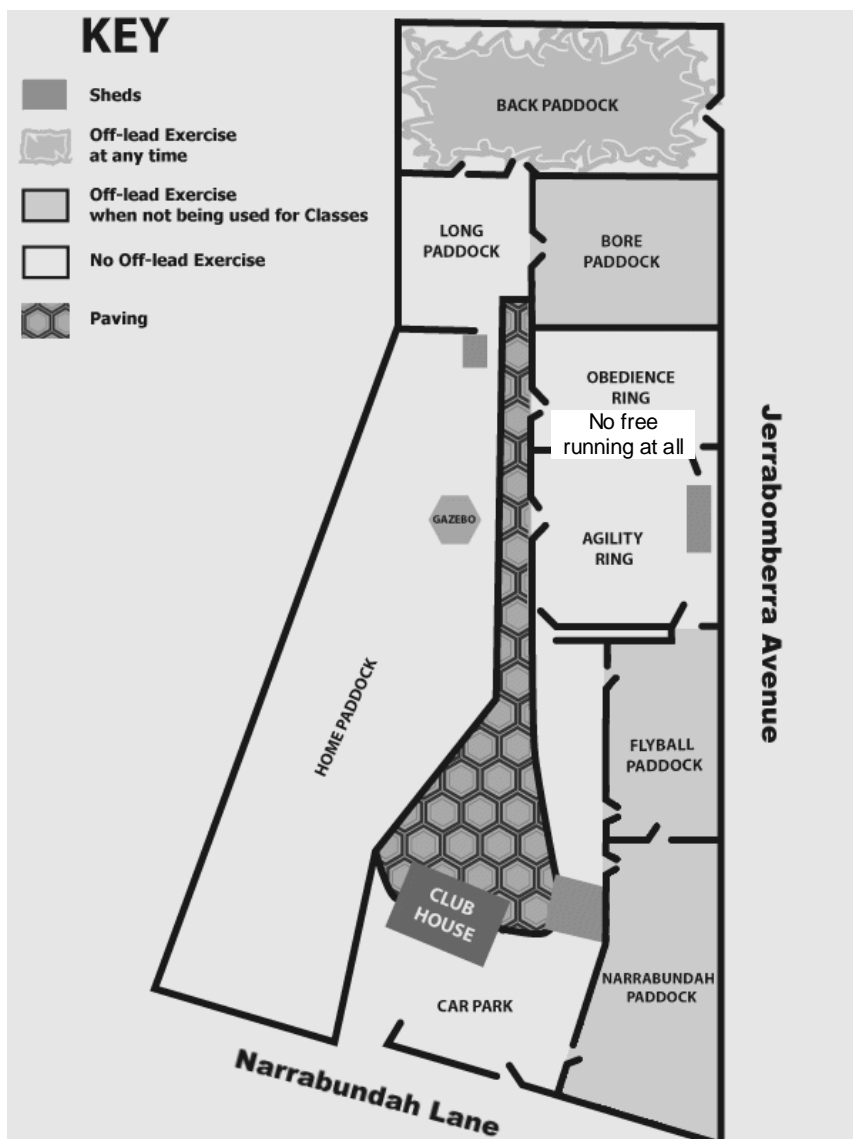 KEY
Sheds
Off-lead Exercise
at any time
Off-lead Exercise
when not being used for Classes
No Off-lead Exercise
Paving
BACK PADDOCK
LONG
PADDOCK
BORE
PADDOCK
OBEDIENCE
RING
No free
running at all
GAZEBO
AGILITY
RING
Jerrabomberra Avenue
HOME PADDOCK
FLYBALL
PADDOCK
CLUB
HOUSE
NARRABUNDAH
PADDOCK
CAR PARK
Narrabundah Lane